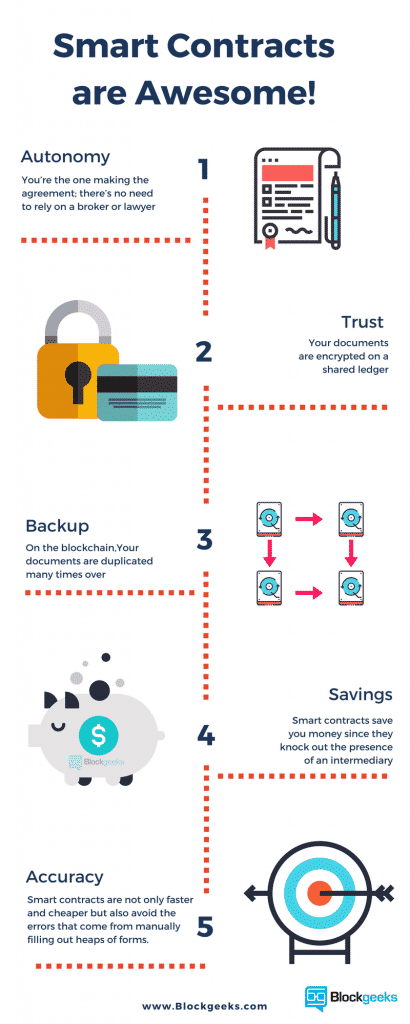 Smart Contracts
are Awesome!
Autonomy
1
You're the one making the
agreement; there's no need
to rely on a broker or lawyer
Trust
2
Your documents
are encrypted on a
shared ledger
Backup
3
On the blockchain,Your
documents are duplicated
many times over
Savings
4
Smart contracts save
you money since they
knock out the presence
of an intermediary
$
Blockgeeks
Accuracy
5
Smart contracts are not only faster
and cheaper but also avoid the
errors that come from manually
filling out heaps of forms.
www.Blockgeeks.com
Blockgeeks